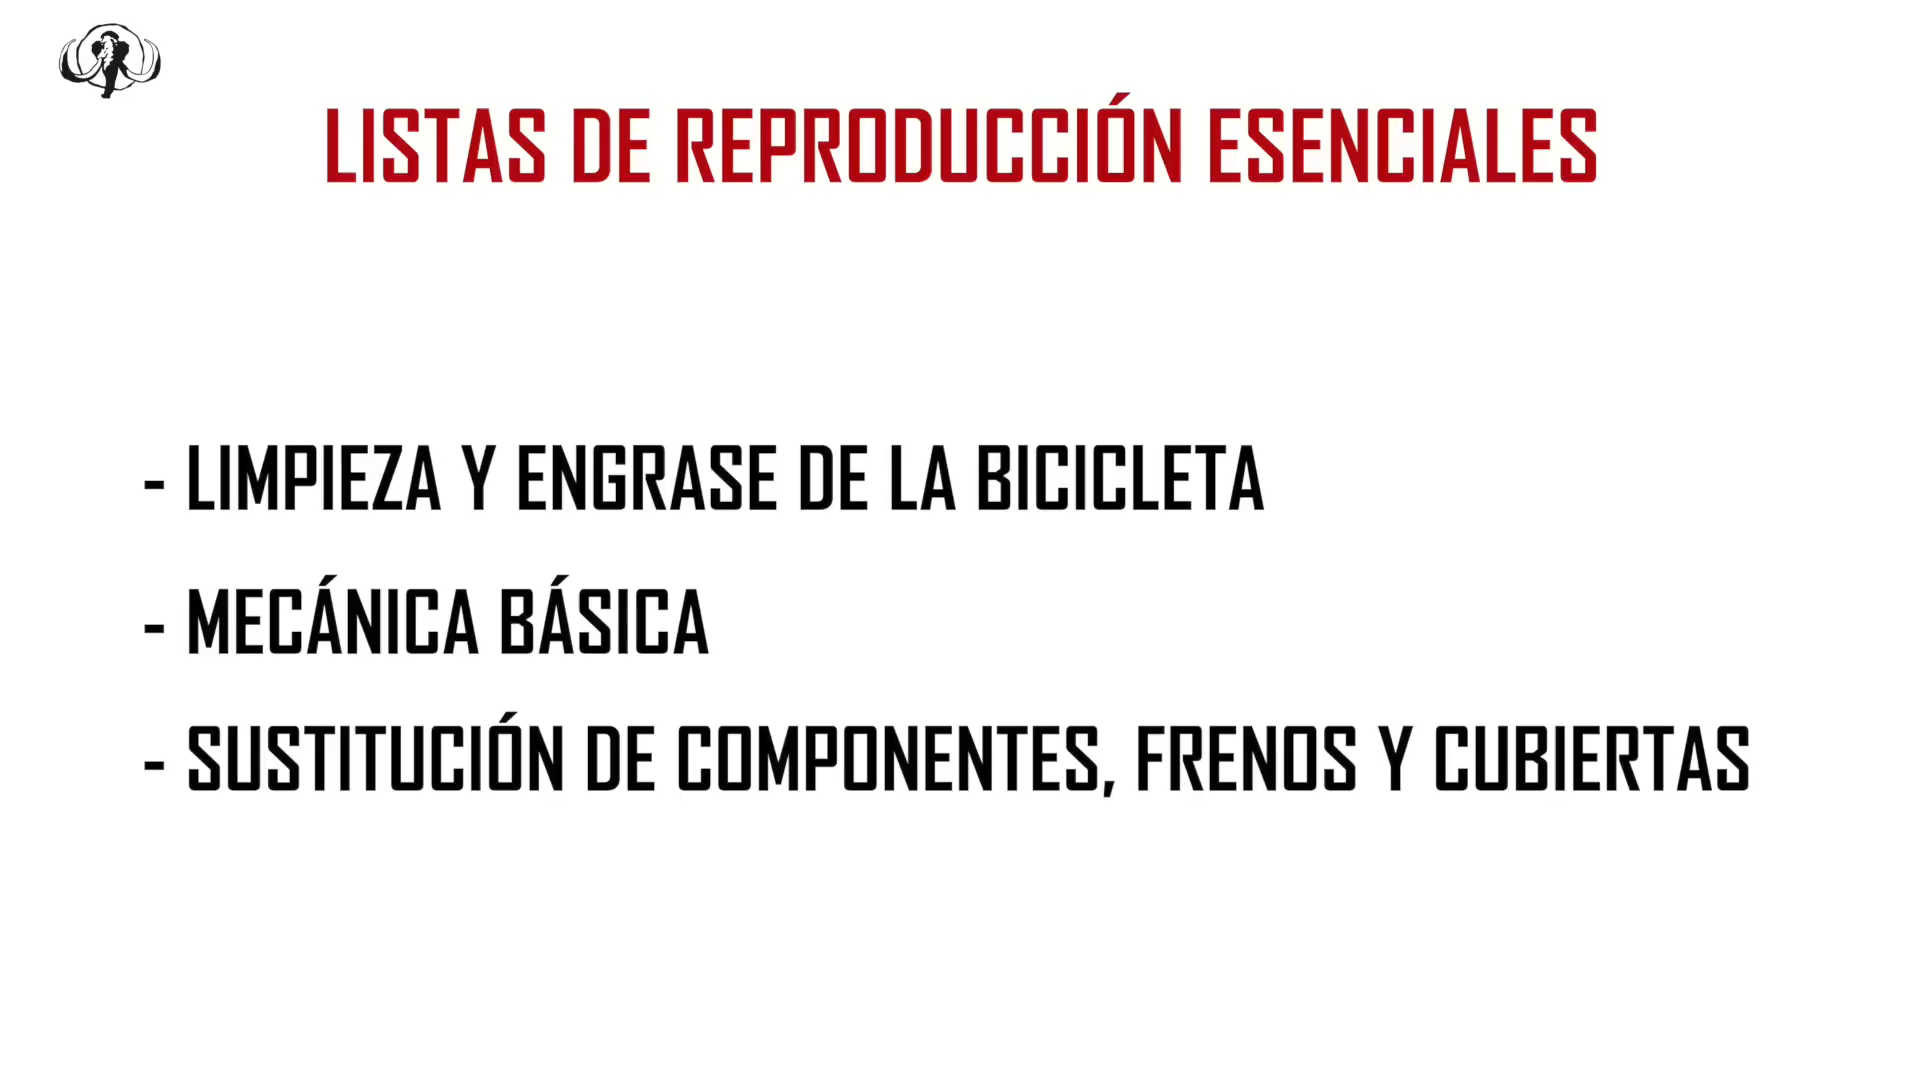 LISTAS DE REPRODUCCIÓN ESENCIALES
- LIMPIEZA Y ENGRASE DE LA BICICLETA
- MECÁNICA BÁSICA
- SUSTITUCIÓN DE COMPONENTES, FRENOS Y CUBIERTAS